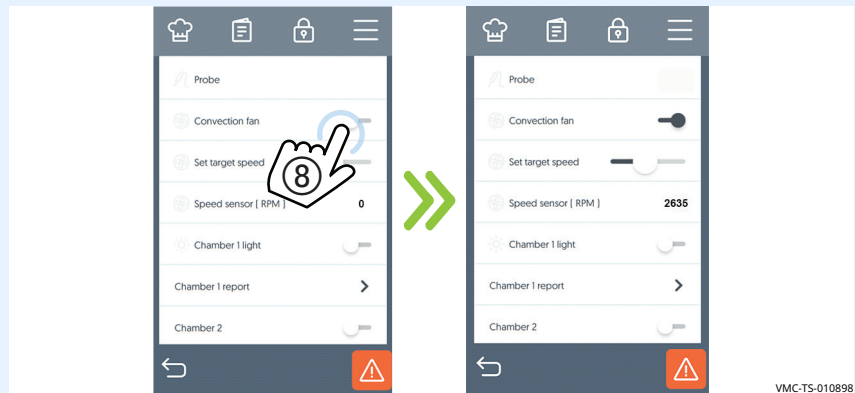 Probe
Convection fan
Set target speed
8
Speed sensor [ RPM ] 0
Chamber 1 light
Chamber 1 report
Chamber 2
Probe
Convection fan
Set target speed
Speed sensor [ RPM ] 2635
Chamber 1 light
Chamber 1 report
Chamber 2
VMC-TS-010898